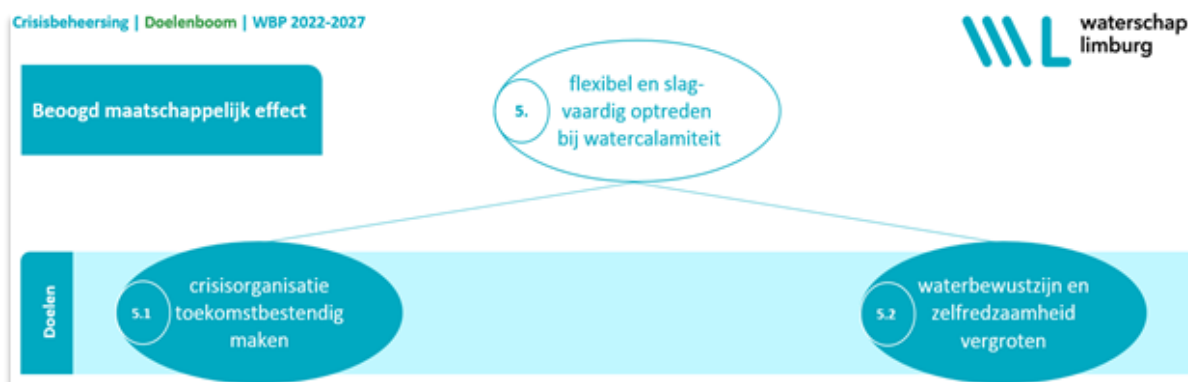 Crisisbeheersing | Doelenboom | WBP 2022-2027
waterschap
limburg
Beoogd maatschappelijk effect
5.
flexibel en slag-
vaardig optreden
bij watercalamiteit
Doelen
5.1
crisisorganisatie
toekomstbestendig
maken
5.2
waterbewustzijn en
zelfredzaamheid
vergroten